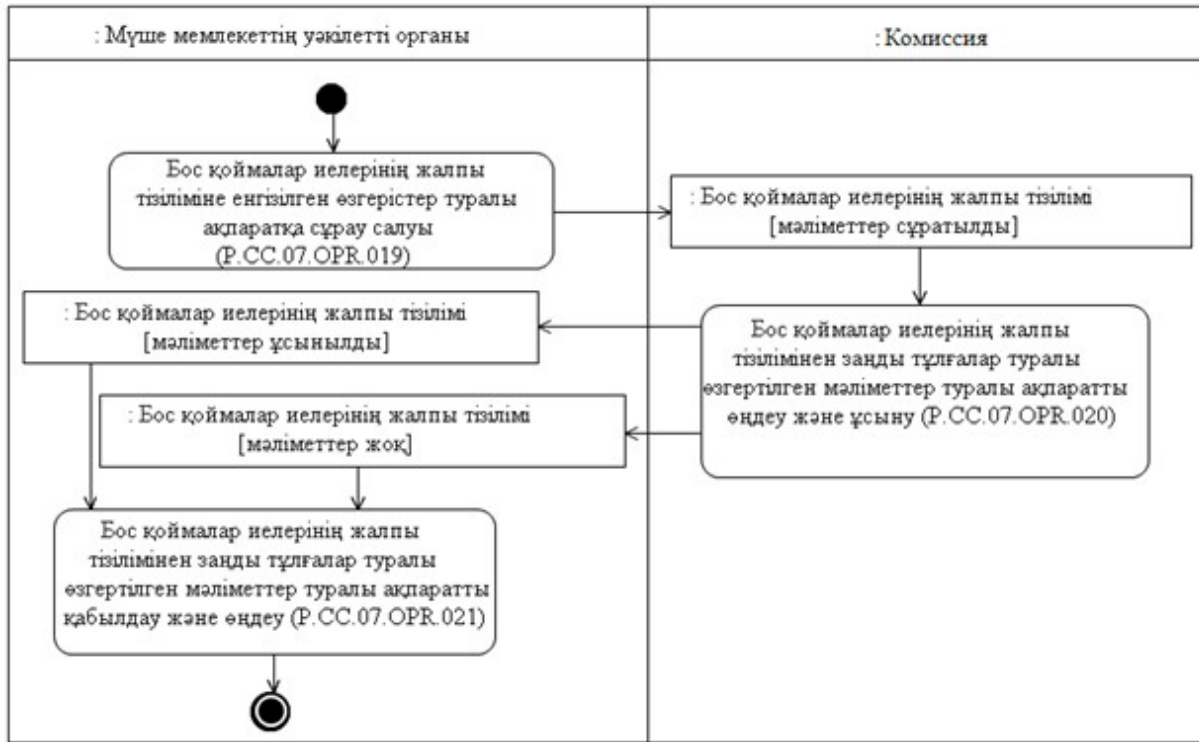 : Мүше мемлекеттің уәкілетті органы
: Комиссия
Бос қоймалар иелерінің жалпы
тізіліміне енгізілген өзгерістер туралы
ақпаратқа сұрау салуы
(P.CC.07.OPR.019)
: Бос қоймалар иелерінің жалпы тізілімі
[мәліметтер сұратылды]
: Бос қоймалар иелерінің жалпы тізілімі
[мәліметтер ұсынылды]
Бос қоймалар иелерінің жалпы
тізілімінен заңды тұлғалар туралы
өзгертілген мәліметтер туралы ақпаратты
өңдеу және ұсыну (P.CC.07.OPR.020)
: Бос қоймалар иелерінің жалпы тізілімі
[мәліметтер жоқ]
Бос қоймалар иелерінің жалпы
тізілімінен заңды тұлғалар туралы
өзгертілген мәліметтер туралы ақпаратты
қабылдау және өңдеу (P.CC.07.OPR.021)